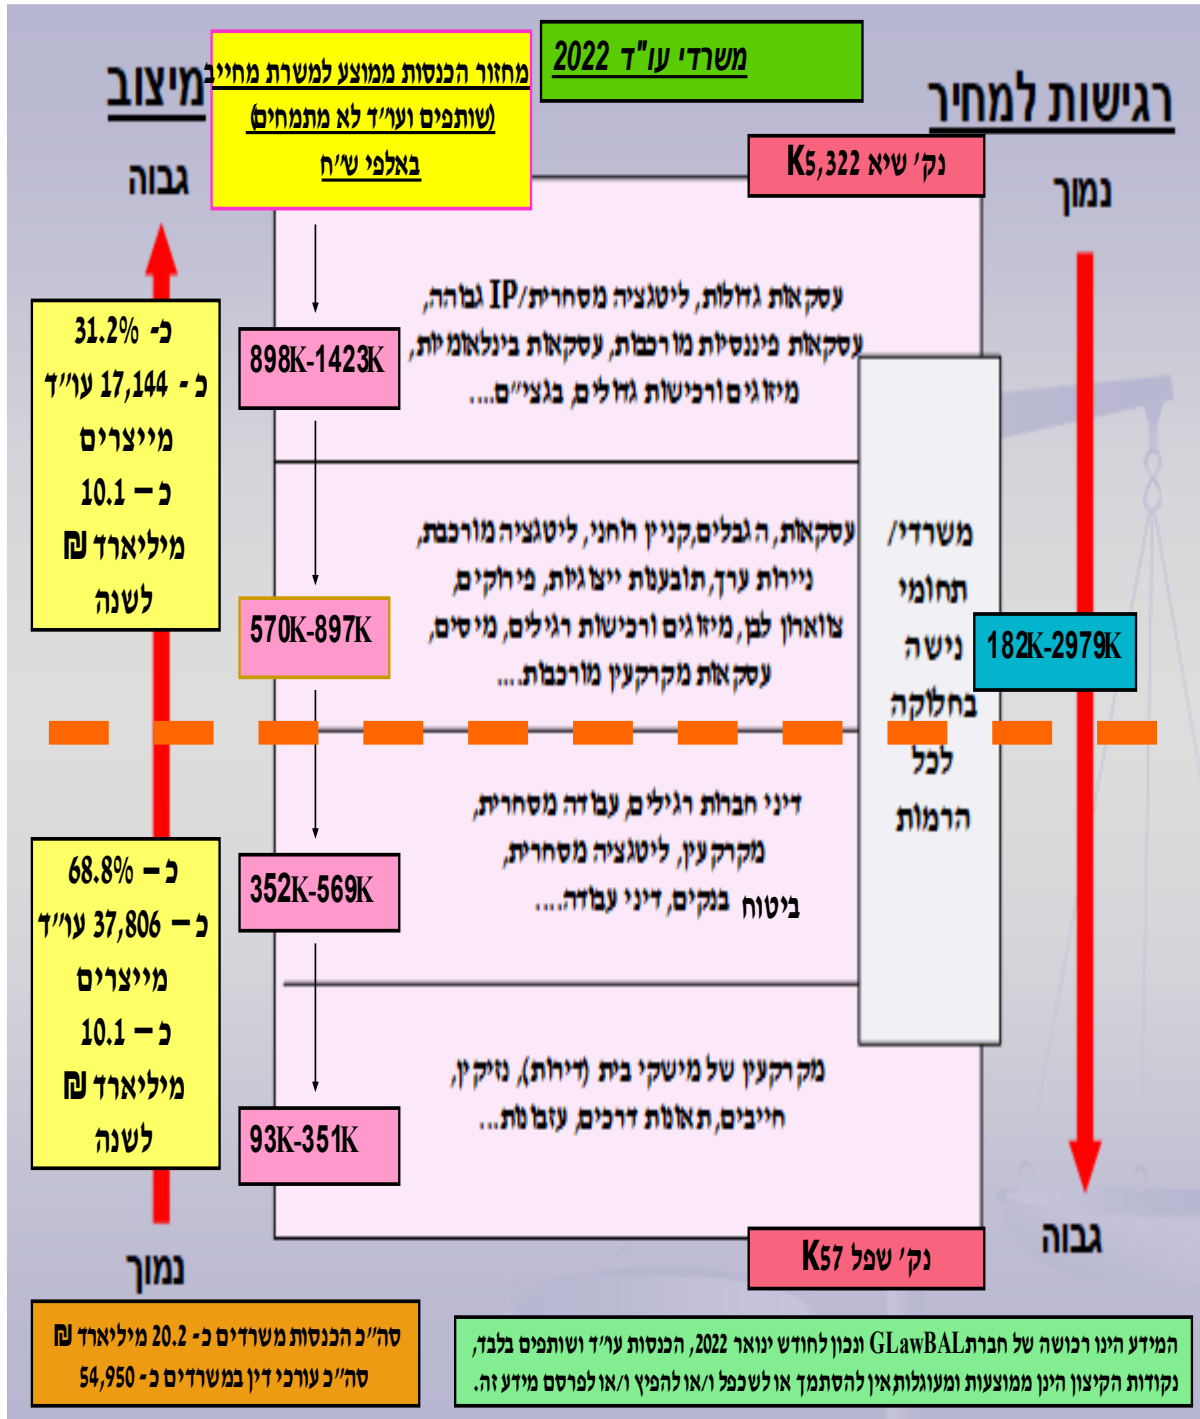 משרדי עו"ד 2022
רגישות למחיר
נמוך
גבוה
מיצוב
גבוה
נמוך
מחזור הכנסות ממוצע למשרת מחייב
(שותפים ועו״ד לא מתמחים)
באלפי ש״ח
נק׳ שיא 5,322K
898K-1423K
עסקאות גדולות, ליטגציה מסחרית/IP גבוהה,
עסקאות פיננסיות מורכבות, עסקאות בינלאומיות,
מיזוגים ורכישות גדולים, בגצי״ם....
570K-897K
עסקאות, הגבלים,קניין רוחני, ליטגציה מורכבת,
ניירות ערך,תובענות ייצוגיות, פירוקים,
צווארון לבן, מיזוגים ורכישות רגילים, מיסים,
עסקאות מקרקעין מורכבות....
352K-569K
דיני חברות רגילים, עבודה מסחרית,
מקרקעין, ליטגציה מסחרית,
ביטוח בנקים, דיני עבודה....
93K-351K
מקרקעין של מישקי בית (דירות), נזיקין,
חייבים,תאונות דרכים, עזבונות...
משרדי/
תחומי
נישה
בחלוקה
לכל
הרמות
182K-2979K
נק׳ שפל 57K
כ- 31.2%
כ - 17,144 עו״ד
מייצרים
כ – 10.1
מיליארד ₪
לשנה
כ – 68.8%
כ – 37,806 עו״ד
מייצרים
כ – 10.1
מיליארד ₪
לשנה
סה״כ הכנסות משרדים כ- 20.2 מיליארד ₪
סה״כ עורכי דין במשרדים כ- 54,950
המידע הינו רכושה של חברת GLawBAL ונכון לחודש ינואר 2022, הכנסות עו״ד ושותפים בלבד,
נקודות הקיצון הינן ממוצעות ומעוגלות,אין להסתמך או לשכפל ו/או להפיץ ו/או לפרסם מידע זה.